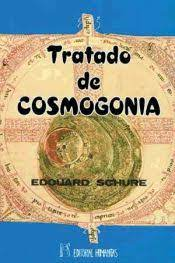 Tratado
de
COSMOGONIA
EDOUARD SCHURE
EDITORIAL HUMANITAS